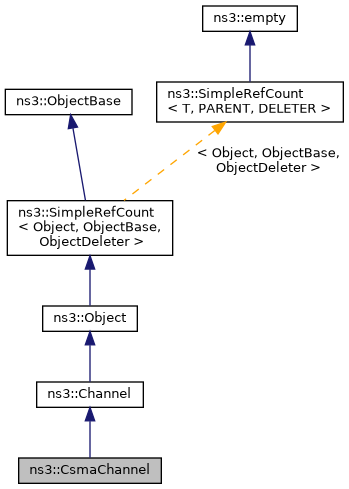 ns3::empty
ns3::ObjectBase
ns3::SimpleRefCount
< T, PARENT, DELETER >
< Object, ObjectBase,
ObjectDeleter >
ns3::SimpleRefCount
< Object, ObjectBase,
ObjectDeleter >
ns3::Object
ns3::Channel
ns3::CsmaChannel